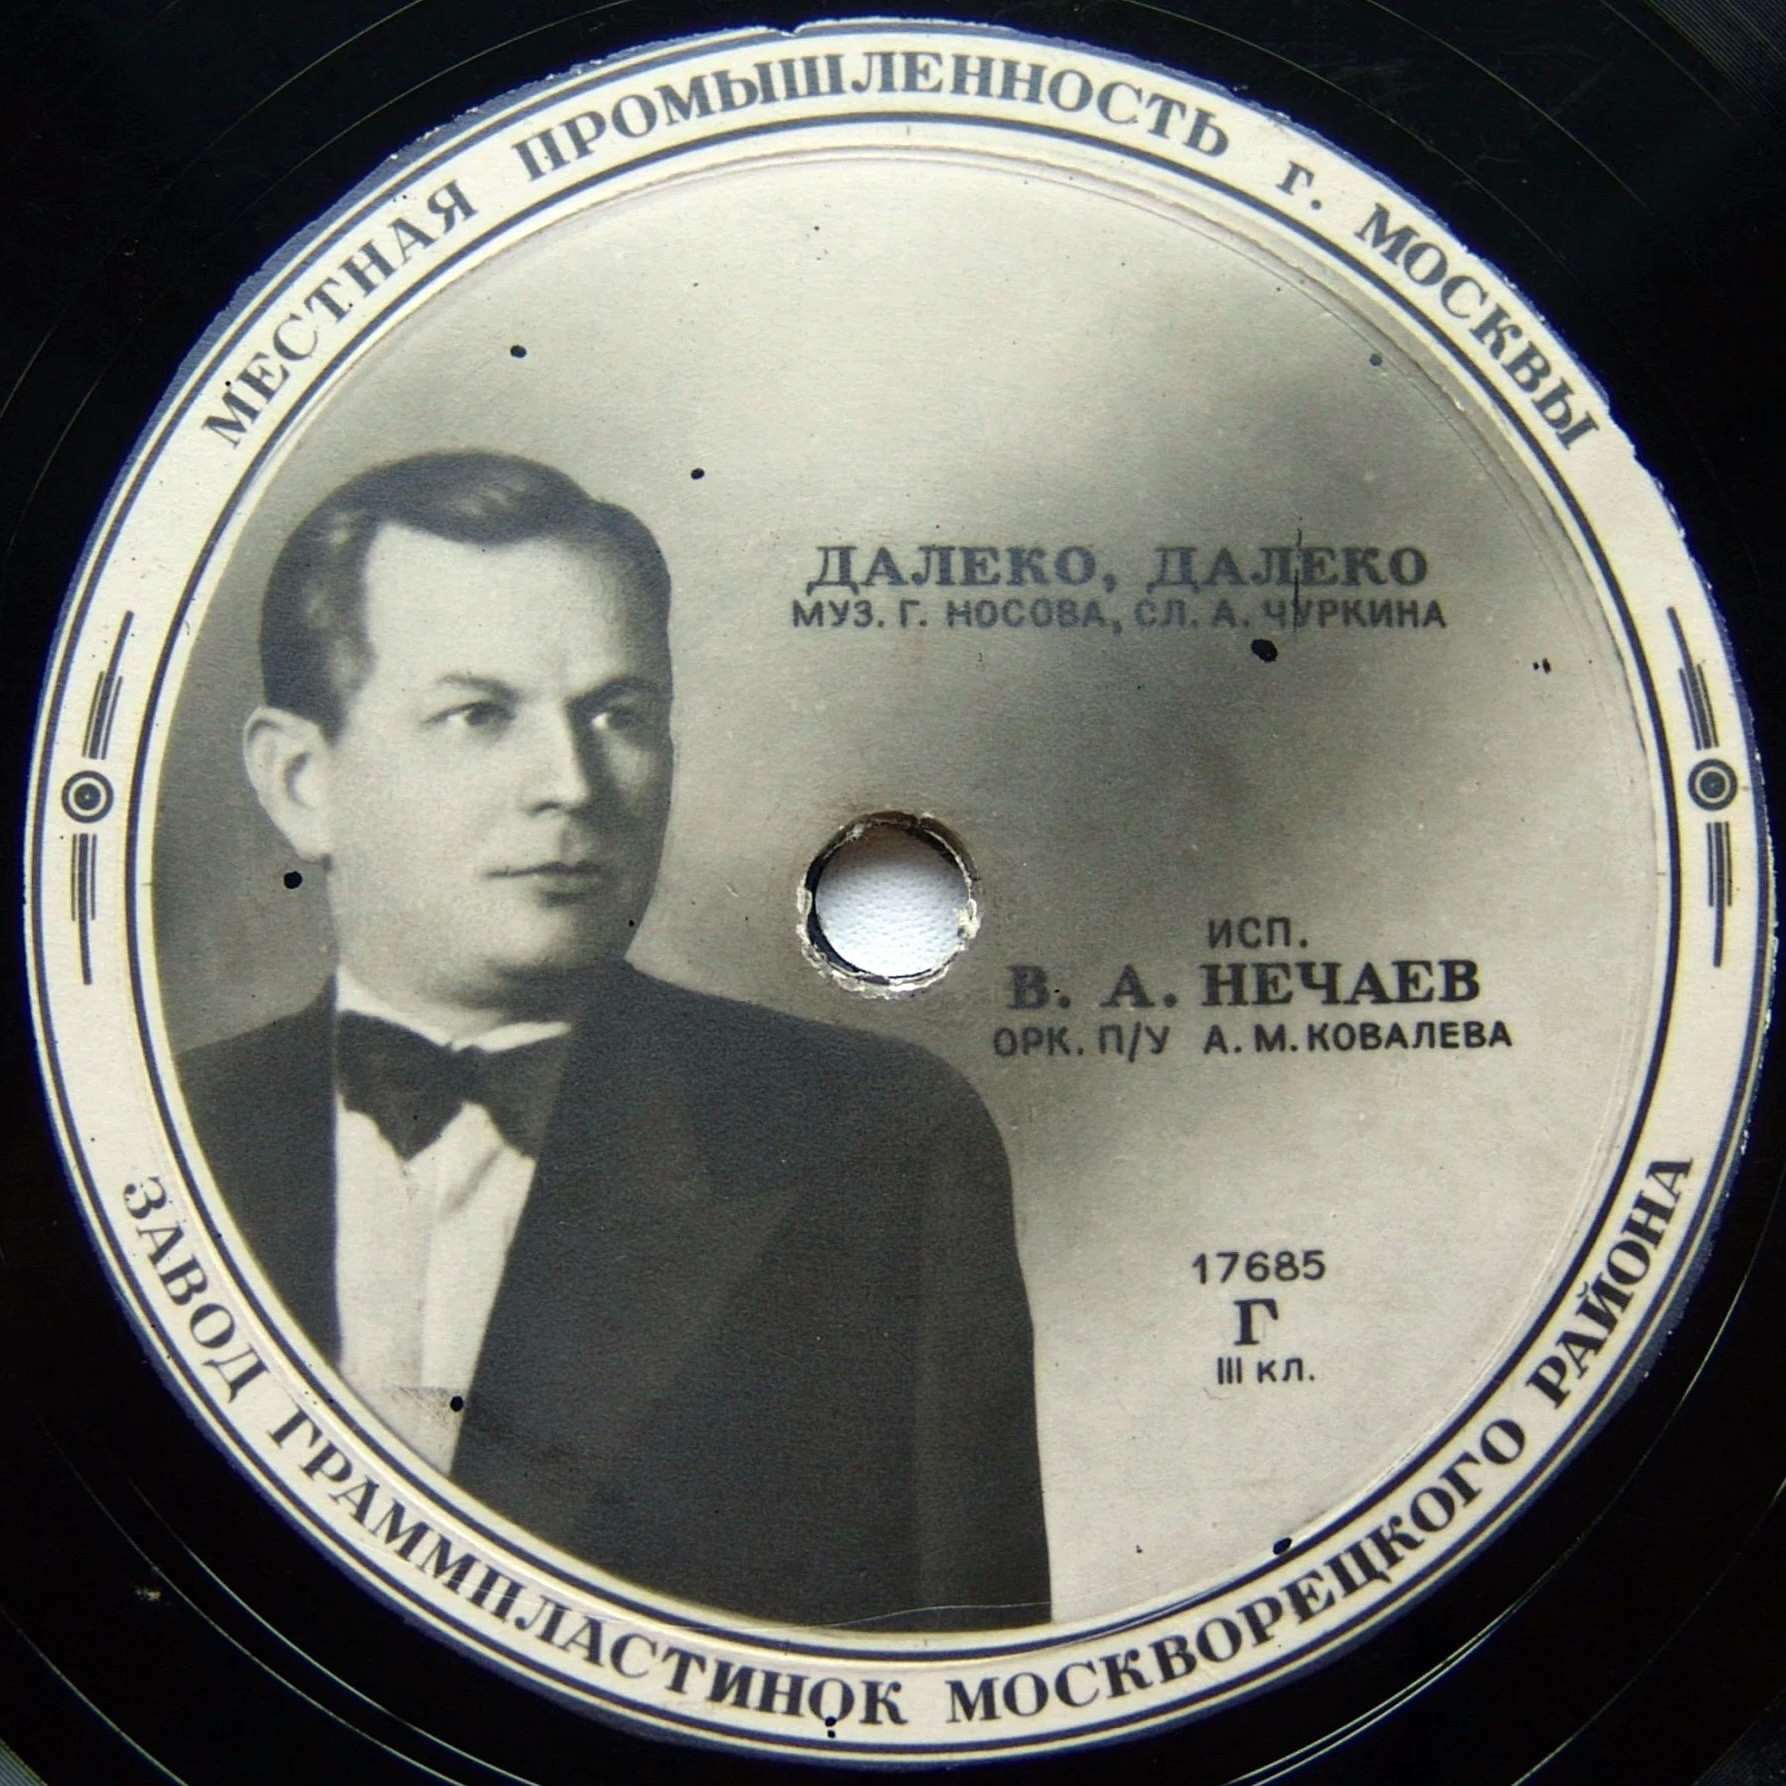 МЕСТНАЯ ПРОМЫШЛЕННОСТЬ г. МОСКВЫ
ДАЛЕКО, ДАЛЕКО
МУЗ. Г. НОСОВА, СЛ. А. ЧУРКИНА
ИСП.
В. А. НЕЧАЕВ
ОРК. П/У А. М. КОВАЛЕВА
17685
Г
III КЛ.
ЗАВОД ГРАММПЛАСТИНОК МОСКВОРЕЦКОГО РАЙОНА